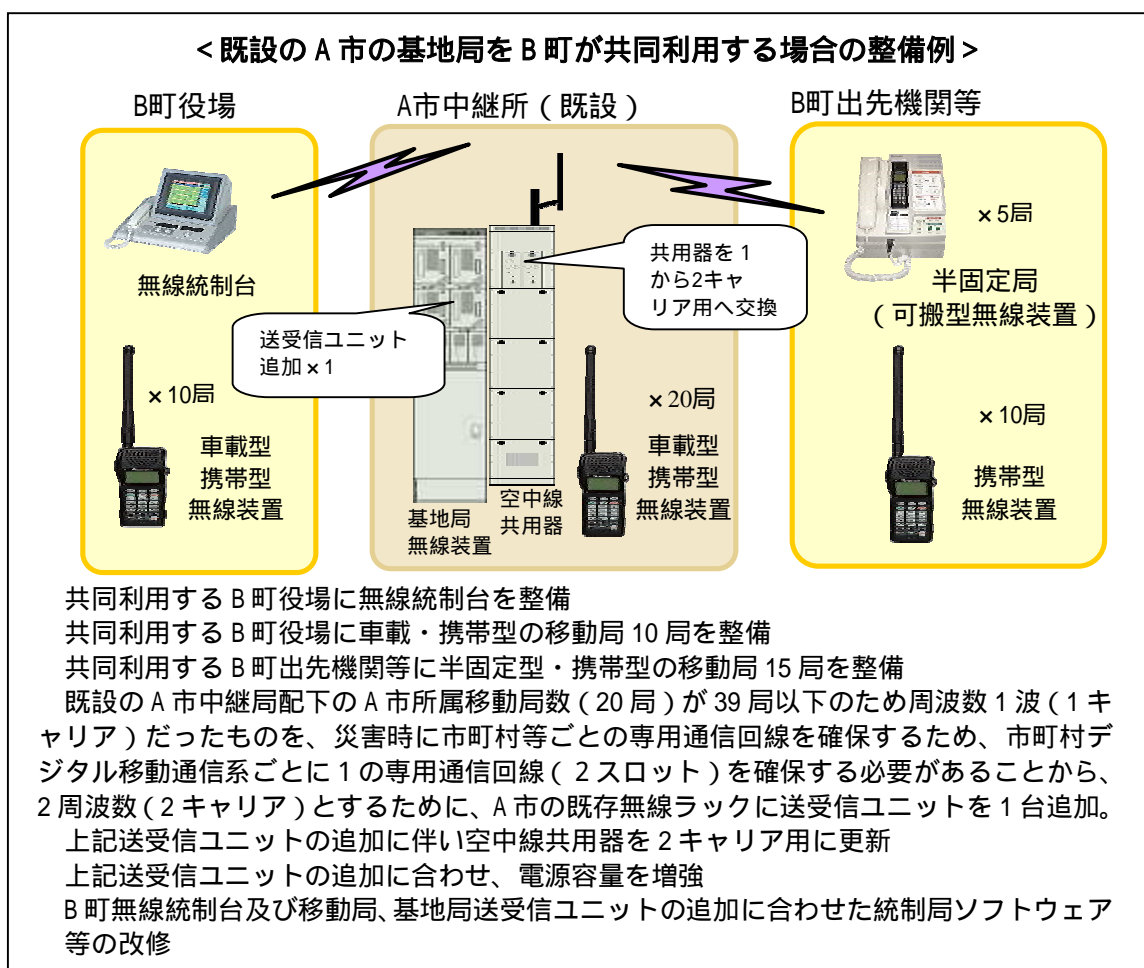 ＜既設のA市の基地局をB町が共同利用する場合の整備例＞
B町役場
A市中継所（既設）
B町出先機関等
無線統制台
×10局
車載型
携帯型
無線装置
送受信ユニット
追加×1
共用器を1
から2キャ
リア用へ交換
基地局
無線装置
空中線
共用器
×20局
車載型
携帯型
無線装置
×5局
半固定局
（可搬型無線装置）
×10局
携帯型
無線装置
共同利用するB町役場に無線統制台を整備
共同利用するB町役場に車載・携帯型の移動局10局を整備
共同利用するB町出先機関等に半固定型・携帯型の移動局15局を整備
既設のA市中継局配下のA市所属移動局数（20局）が39局以下のため周波数1波（1キ
ャリア）だったものを、災害時に市町村等ごとの専用通信回線を確保するため、市町村デ
ジタル移動通信系ごとに1の専用通信回線（2スロット）を確保する必要があることから、
2周波数（2キャリア）とするために、A市の既存無線ラックに送受信ユニットを1台追加。
上記送受信ユニットの追加に伴い空中線共用器を2キャリア用に更新
上記送受信ユニットの追加に合わせ、電源容量を増強
B町無線統制台及び移動局、基地局送受信ユニットの追加に合わせた統制局ソフトウェア
等の改修